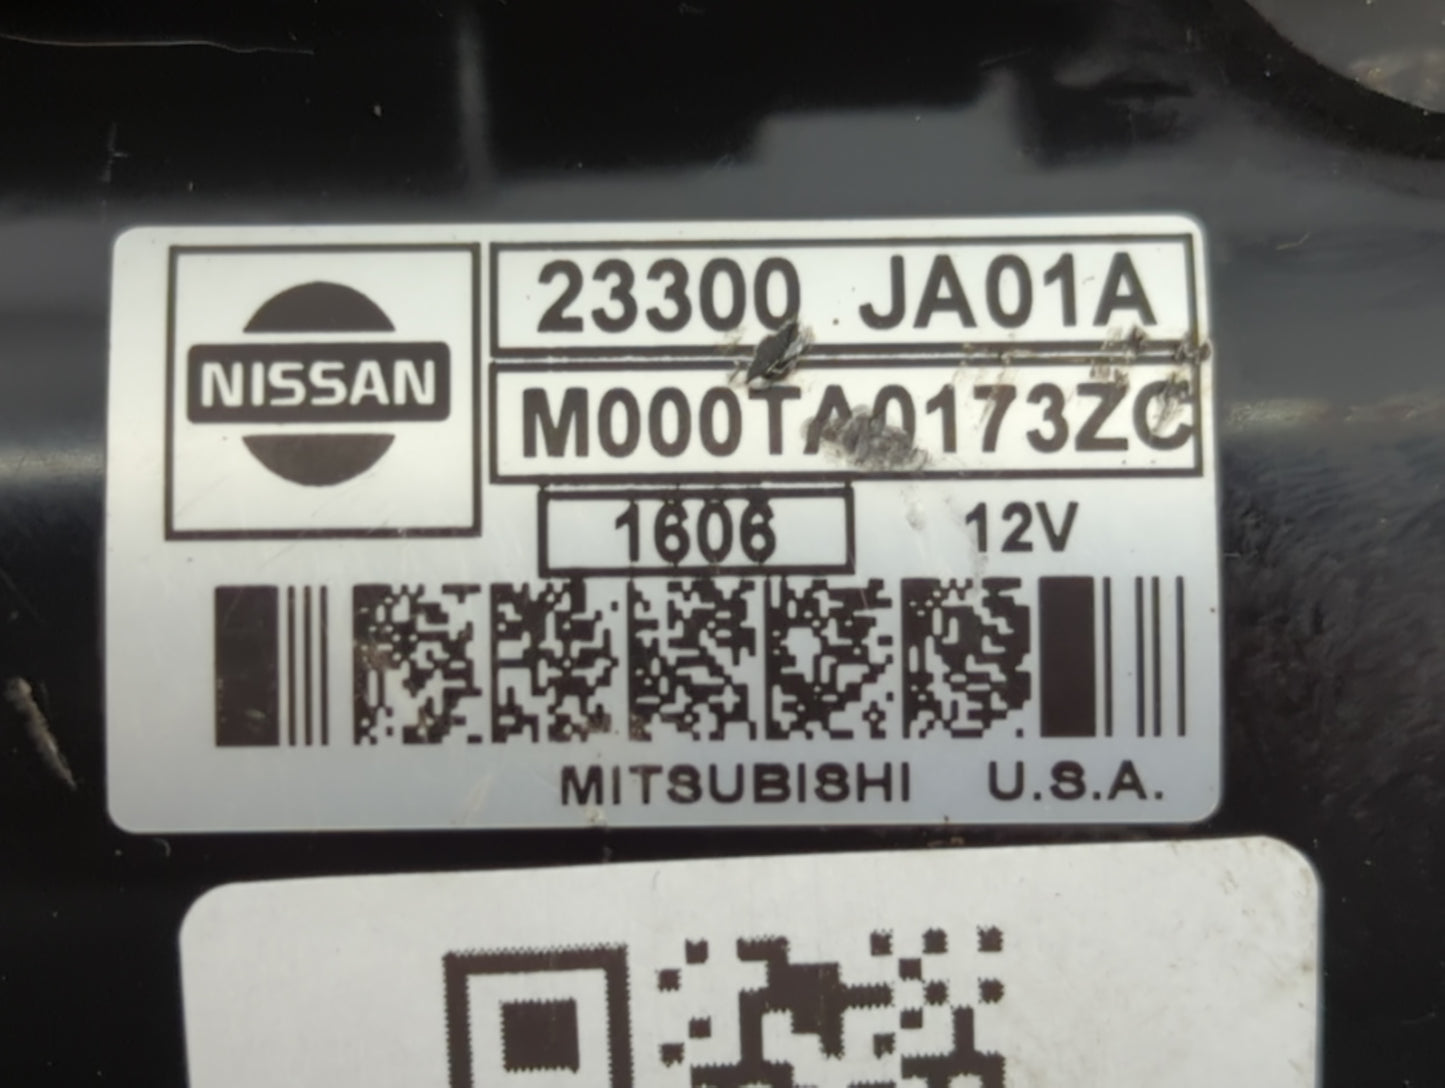 NISSAN
23300 JA01A
M000TA0173ZC
1606 12V
MITSUBISHI U.S.A.